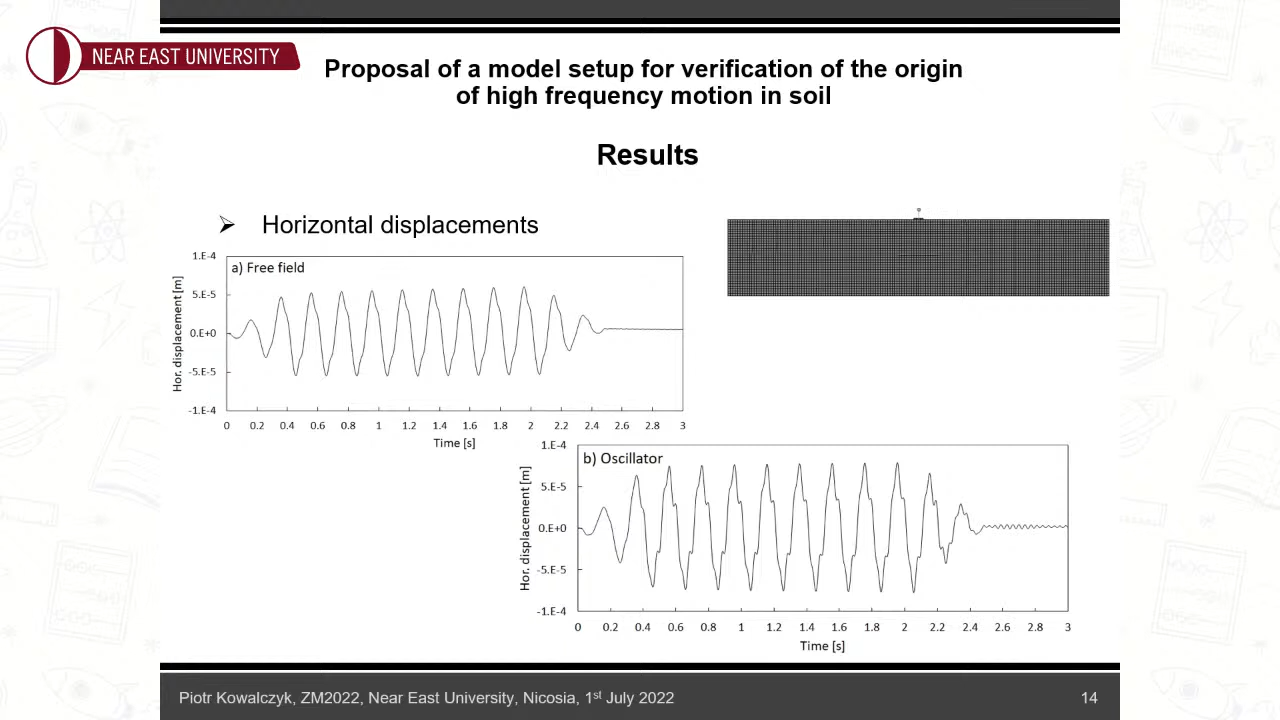 NEAR EAST UNIVERSITY
Proposal of a model setup for verification of the origin
of high frequency motion in soil
Results
Horizontal displacements
a) Free field
Hor. displacement [m]
1.E-4
5.E-5
0.E+0
-5.E-5
-1.E-4
0 0.2 0.4 0.6 0.8 1 1.2 1.4 1.6 1.8 2 2.2 2.4 2.6 2.8 3
Time [s]
b) Oscillator
Hor. displacement [m]
1.E-4
5.E-5
0.E+0
-5.E-5
-1.E-4
0 0.2 0.4 0.6 0.8 1 1.2 1.4 1.6 1.8 2 2.2 2.4 2.6 2.8 3
Time [s]
Piotr Kowalczyk, ZM2022, Near East University, Nicosia, 1st July 2022
14